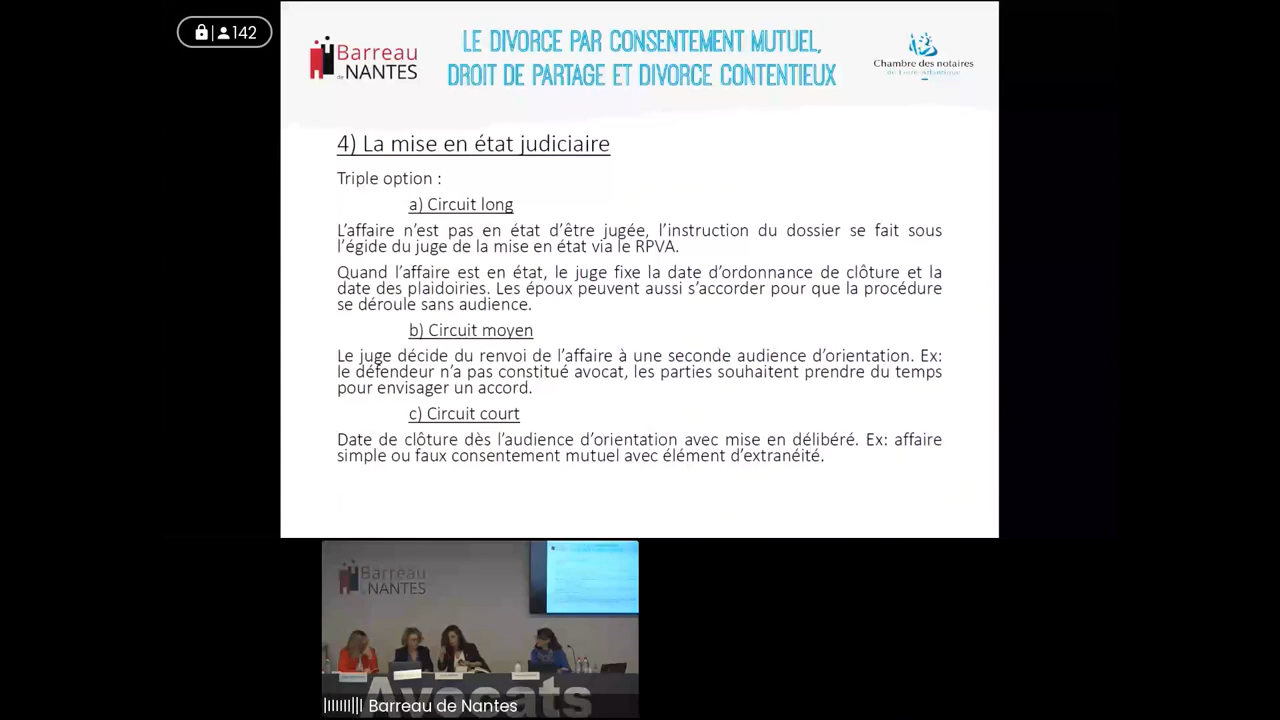 142
Barreau
de NANTES
LE DIVORCE PAR CONSENTEMENT MUTUEL,
DROIT DE PARTAGE ET DIVORCE CONTENTIEUX
Chambre des notaires
de Loire-Atlantique
4) La mise en état judiciaire
Triple option :
a) Circuit long
L’affaire n’est pas en état d’être jugée, l’instruction du dossier se fait sous
l’égide du juge de la mise en état via le RPVA.
Quand l’affaire est en état, le juge fixe la date d’ordonnance de clôture et la
date des plaidoiries. Les époux peuvent aussi s’accorder pour que la procédure
se déroule sans audience.
b) Circuit moyen
Le juge décide du renvoi de l’affaire à une seconde audience d’orientation. Ex:
le défendeur n’a pas constitué avocat, les parties souhaitent prendre du temps
pour envisager un accord.
c) Circuit court
Date de clôture dès l’audience d’orientation avec mise en délibéré. Ex: affaire
simple ou faux consentement mutuel avec élément d’extranéité.
Barreau
de NANTES
Avocats
Barreau de Nantes